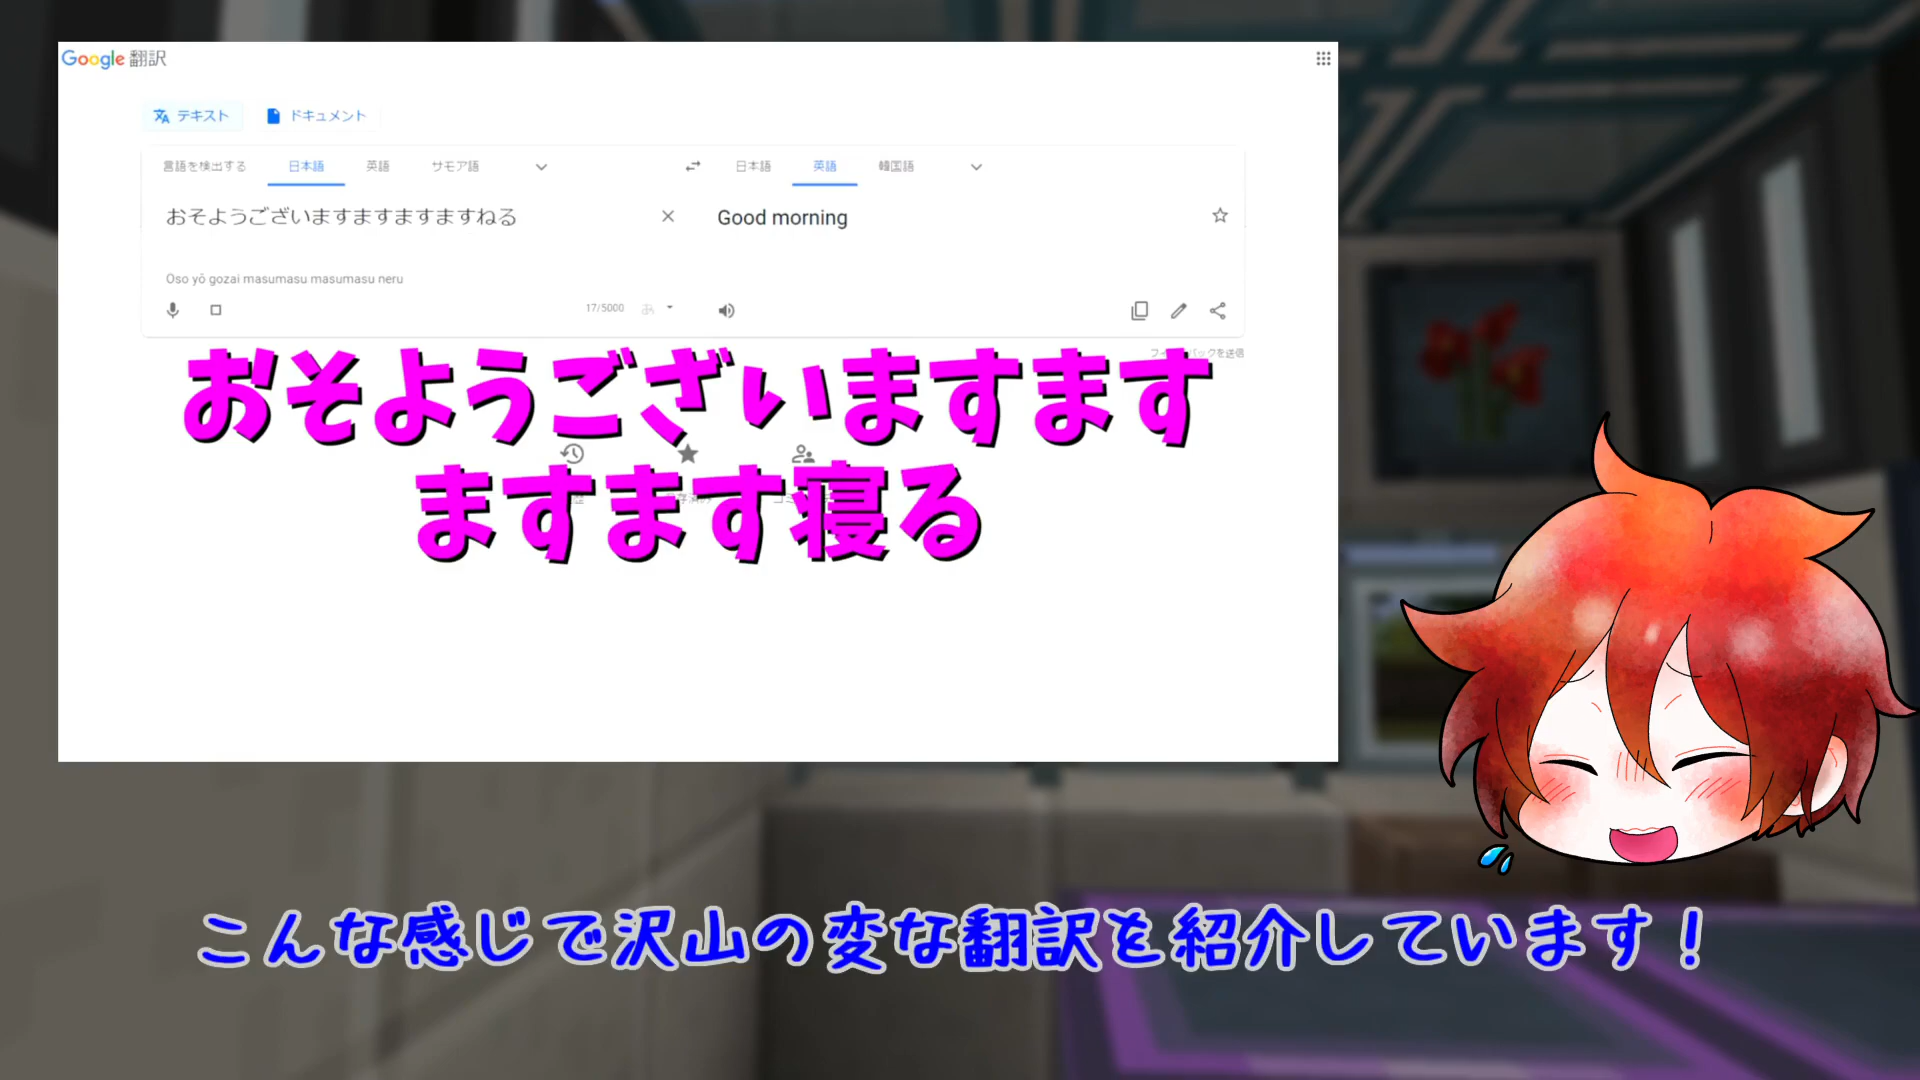 Google 翻訳
テキスト ドキュメント
言語を検出する 日本語 英語 サモア語 日本語 英語 韓国語
おそようございますますますますねる Good morning
Oso yō gozai masumasu masumasu neru
17/5000 あ
おそようございますます
ますます寝る
こんな感じで沢山の変な翻訳を紹介しています！